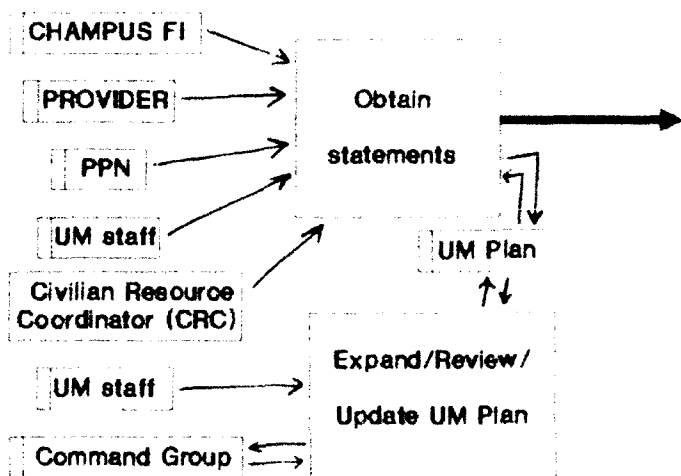 CHAMPUS FI
PROVIDER
PPN
UM staff
Civilian Resource
Coordinator (CRC)
Obtain
statements
UM Plan
UM staff
Command Group
Expand/Review/
Update UM Plan